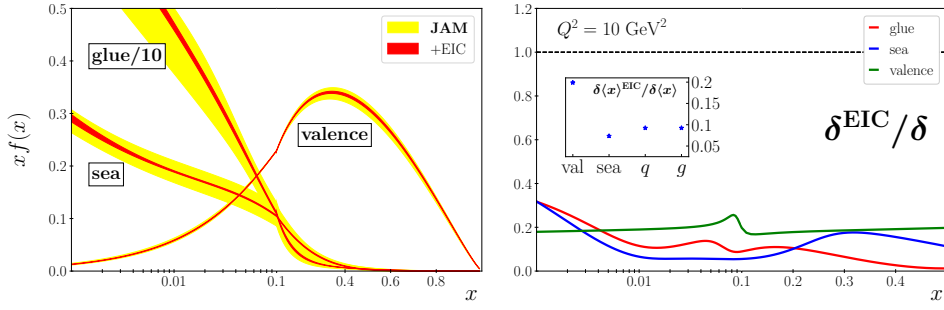 0.5
0.4
0.3
0.2
0.1
0.0
x f(x)
glue/10
sea
valence
JAM
+EIC
0.01
0.1
0.2
0.4
0.6
0.8
x
1.2
1.0
0.8
0.6
0.4
0.2
0.0
Q² = 10 GeV²
glue
sea
valence
δ⟨x⟩^EIC/δ⟨x⟩
0.2
0.15
0.1
0.05
val sea q g
δ^EIC/δ
0.01
0.1
0.2
0.3
0.4
x